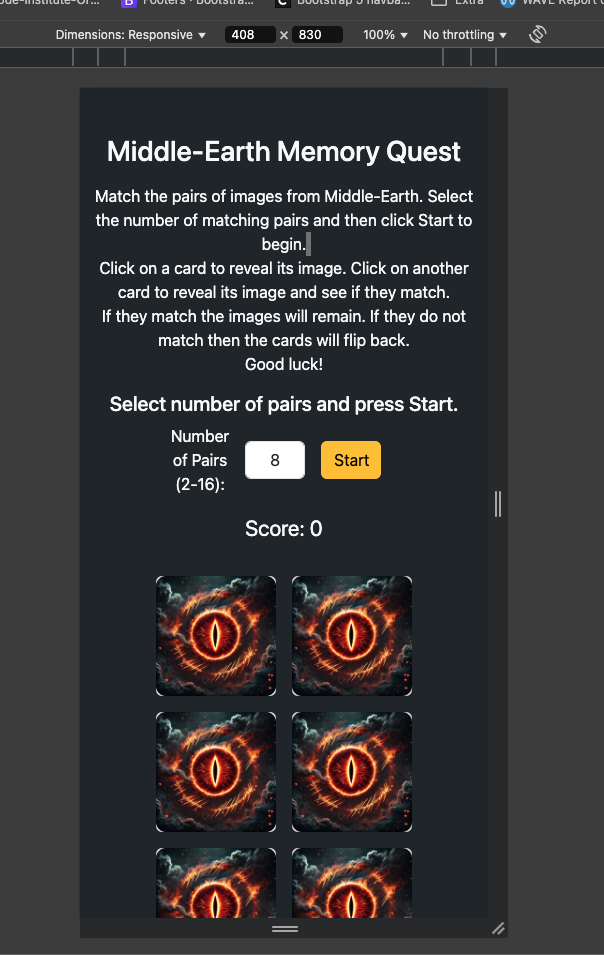 Footers · Bootstra...
Bootstrap 5 navba...
Extra
WAVE Report
Dimensions: Responsive ▾ 408 × 830 100% ▾ No throttling ▾
Middle-Earth Memory Quest
Match the pairs of images from Middle-Earth. Select
the number of matching pairs and then click Start to
begin.
Click on a card to reveal its image. Click on another
card to reveal its image and see if they match.
If they match the images will remain. If they do not
match then the cards will flip back.
Good luck!
Select number of pairs and press Start.
Number
of Pairs
(2-16):
8
Start
Score: 0